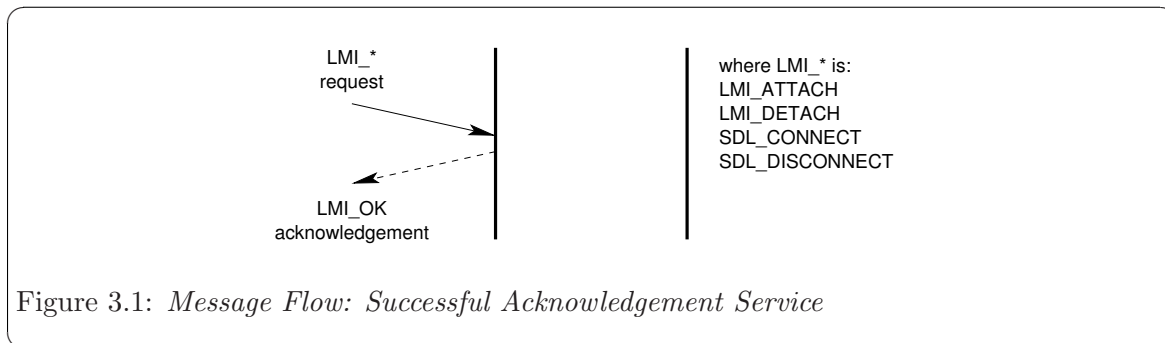 LMI_*
request
LMI_OK
acknowledgement
where LMI_* is:
LMI_ATTACH
LMI_DETACH
SDL_CONNECT
SDL_DISCONNECT
Figure 3.1: Message Flow: Successful Acknowledgement Service